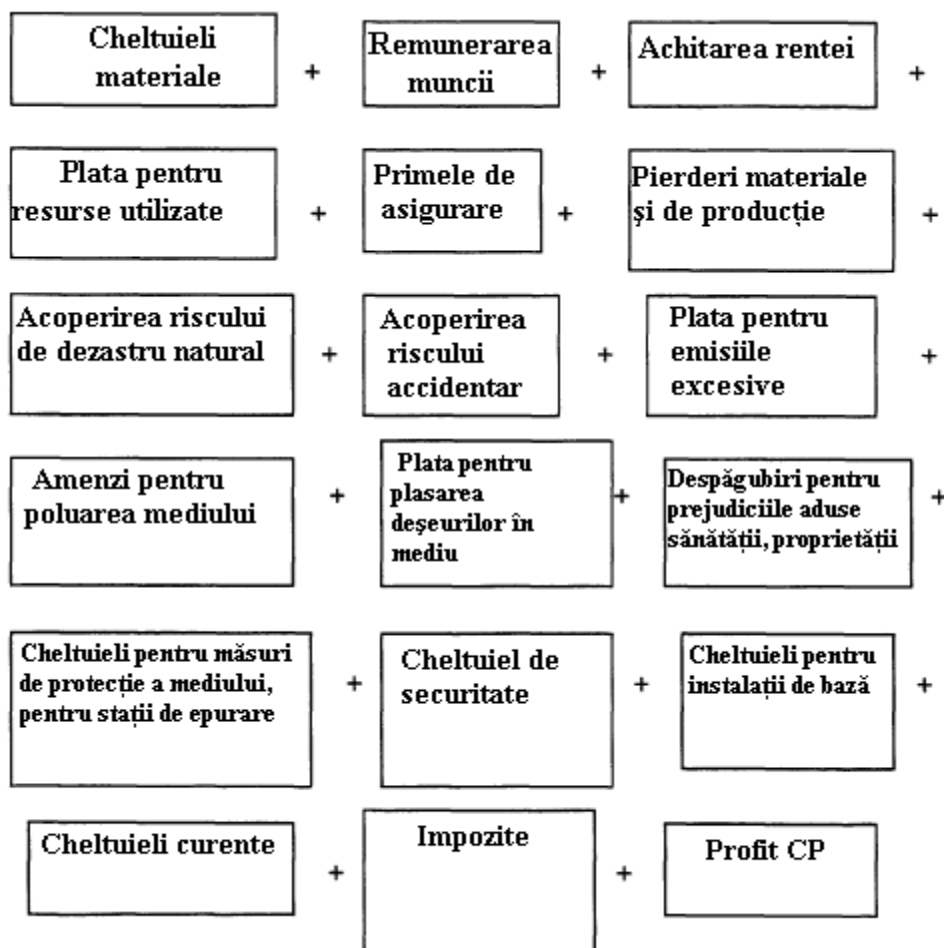 Cheltuieli
materiale
+
Remunerarea
muncii
+
Achitarea rentei
+
Plata pentru
resurse utilizate
+
Primele de
asigurare
+
Pierderi materiale
și de producție
+
Acoperirea riscului
de dezastru natural
+
Acoperirea
riscului
accidentar
+
Plata pentru
emisiile
excesive
+
Amenzi pentru
poluarea mediului
+
Plata pentru
plasarea
deșeurilor în
mediu
+
Despăgubiri pentru
prejudiciile aduse
sănătății, proprietății
+
Cheltuieli pentru măsuri
de protecție a mediului,
pentru stații de epurare
+
Cheltuiel de
securitate
+
Cheltuieli pentru
instalații de bază
+
Cheltuieli curente
+
Impozite
+
Profit CP